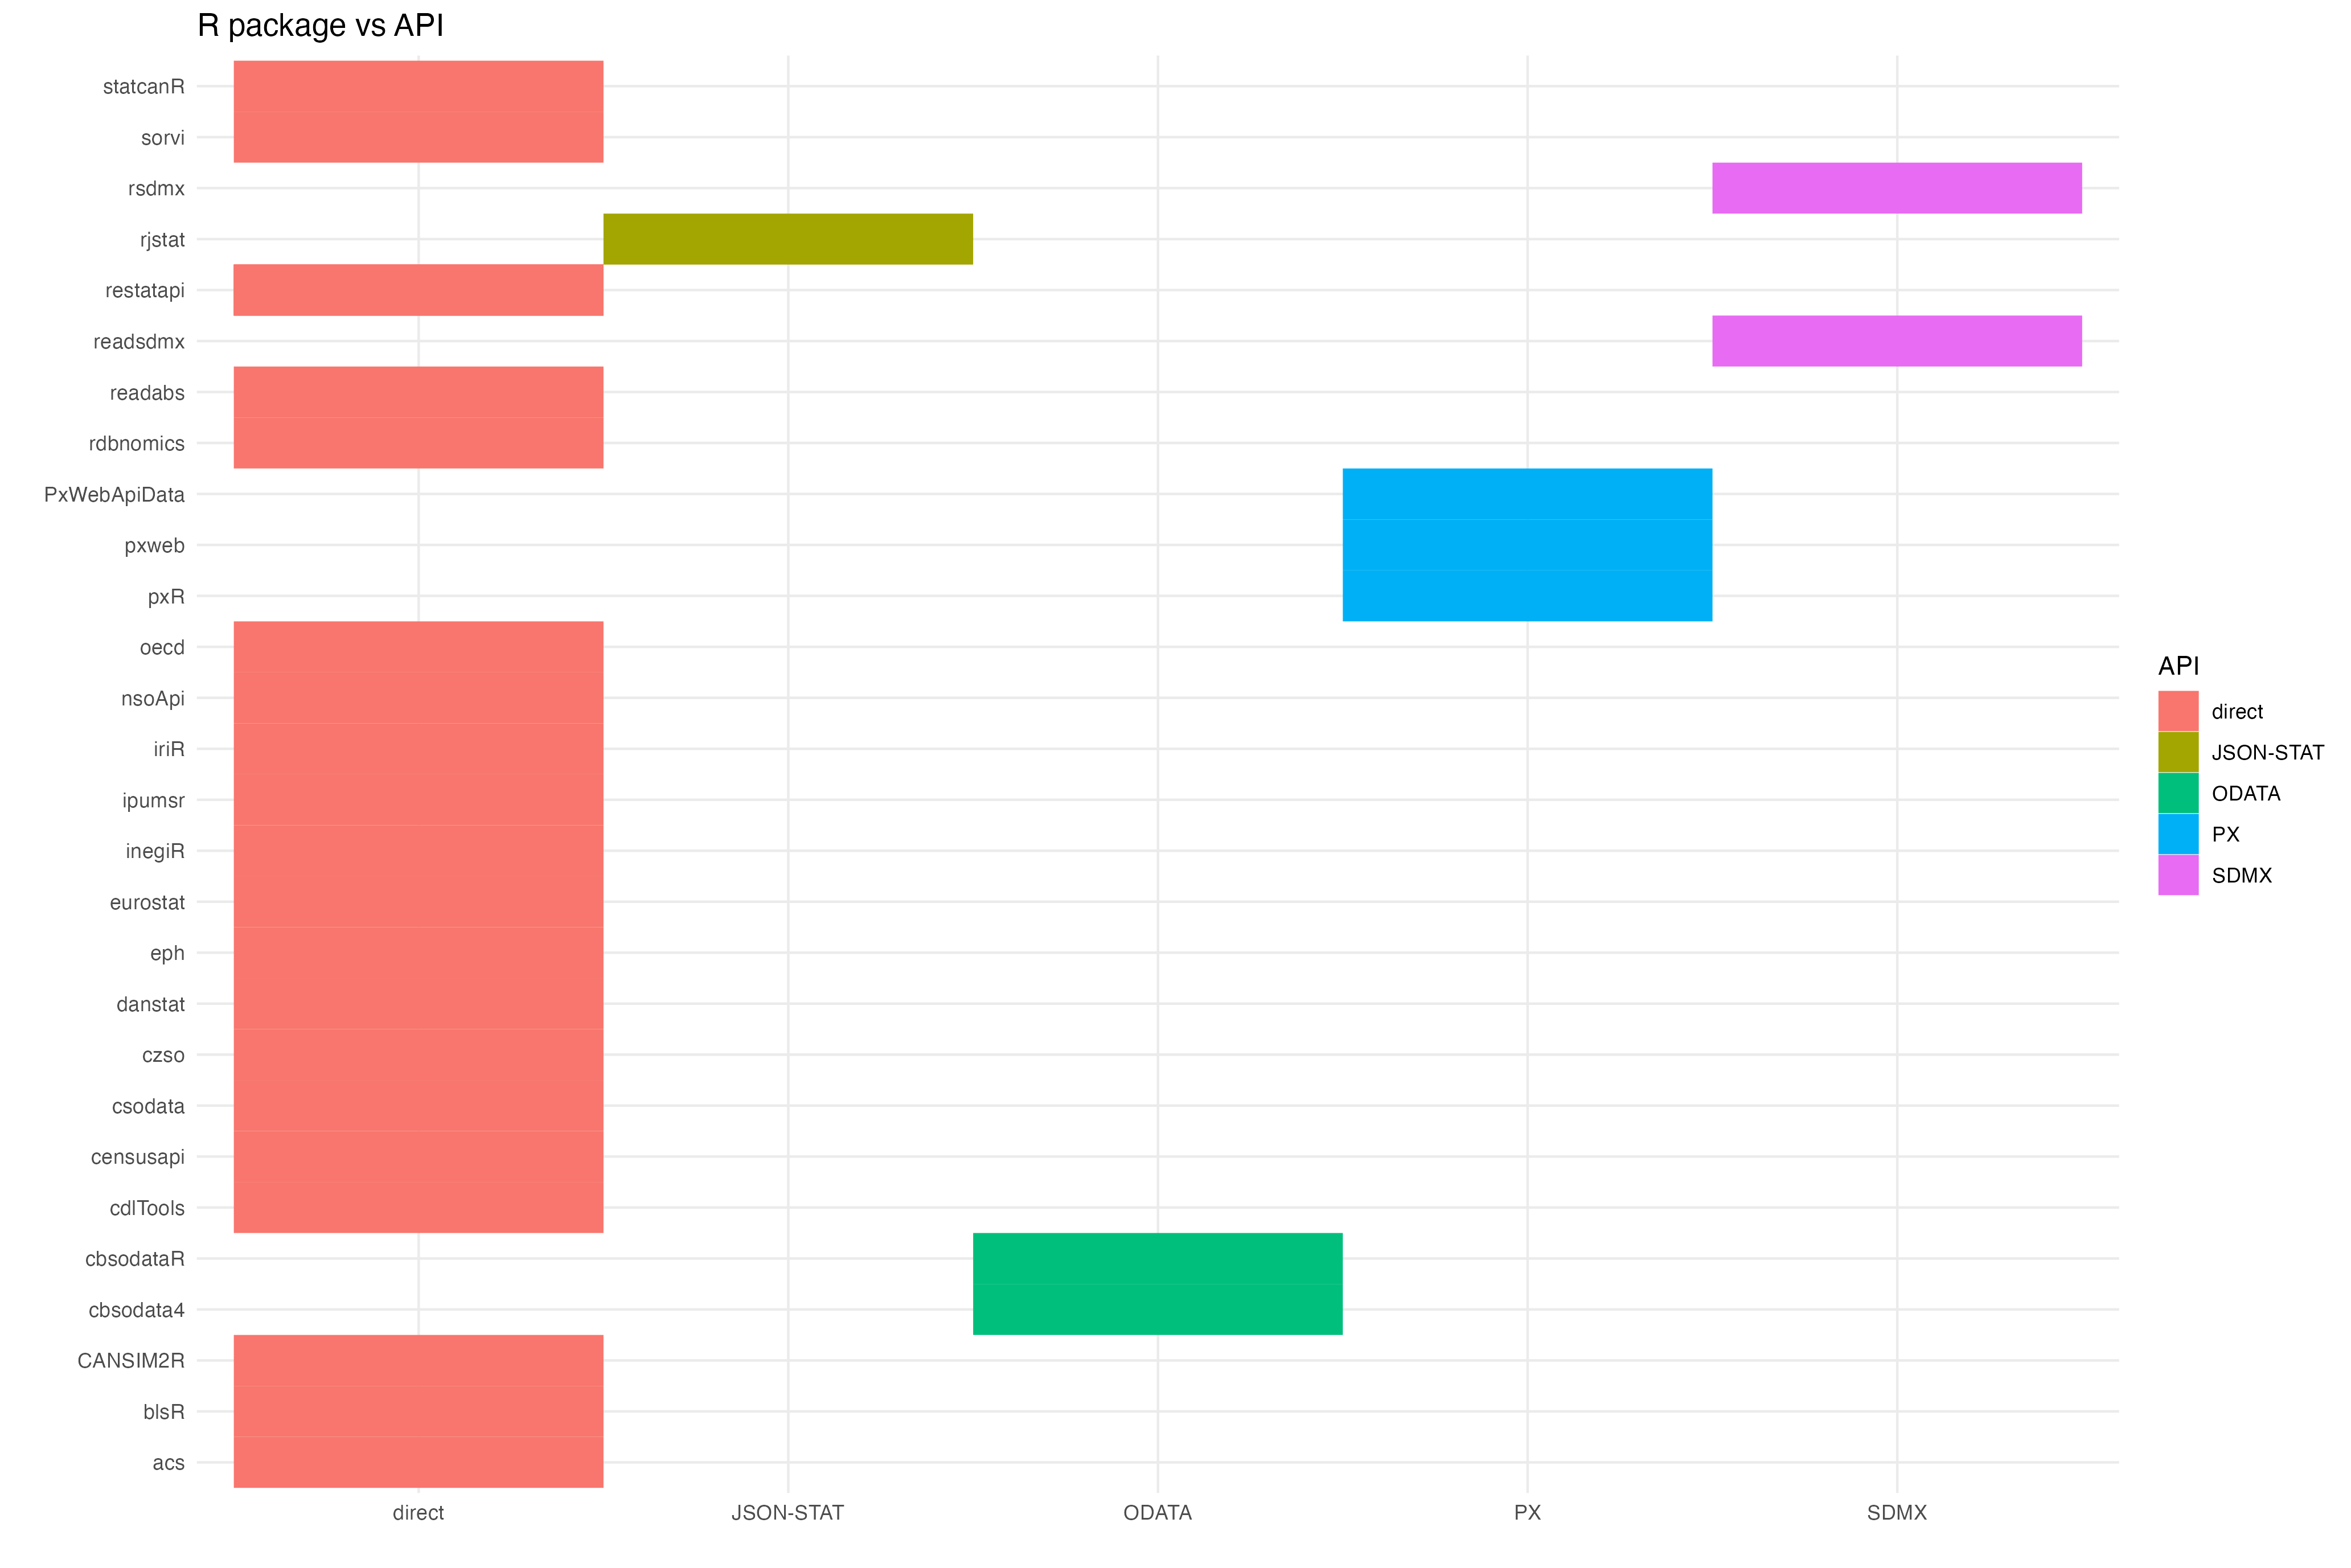 R package vs API
statcanR
sorvi
rsdmx
rjstat
restatapi
readsdmx
readabs
rdbnomics
PxWebApiData
pxweb
pxR
oecd
nsoApi
iriR
ipumsr
inegiR
eurostat
eph
danstat
czso
csodata
censusapi
cdlTools
cbsodataR
cbsodata4
CANSIM2R
blsR
acs
direct
JSON-STAT
ODATA
PX
SDMX
API
direct
JSON-STAT
ODATA
PX
SDMX